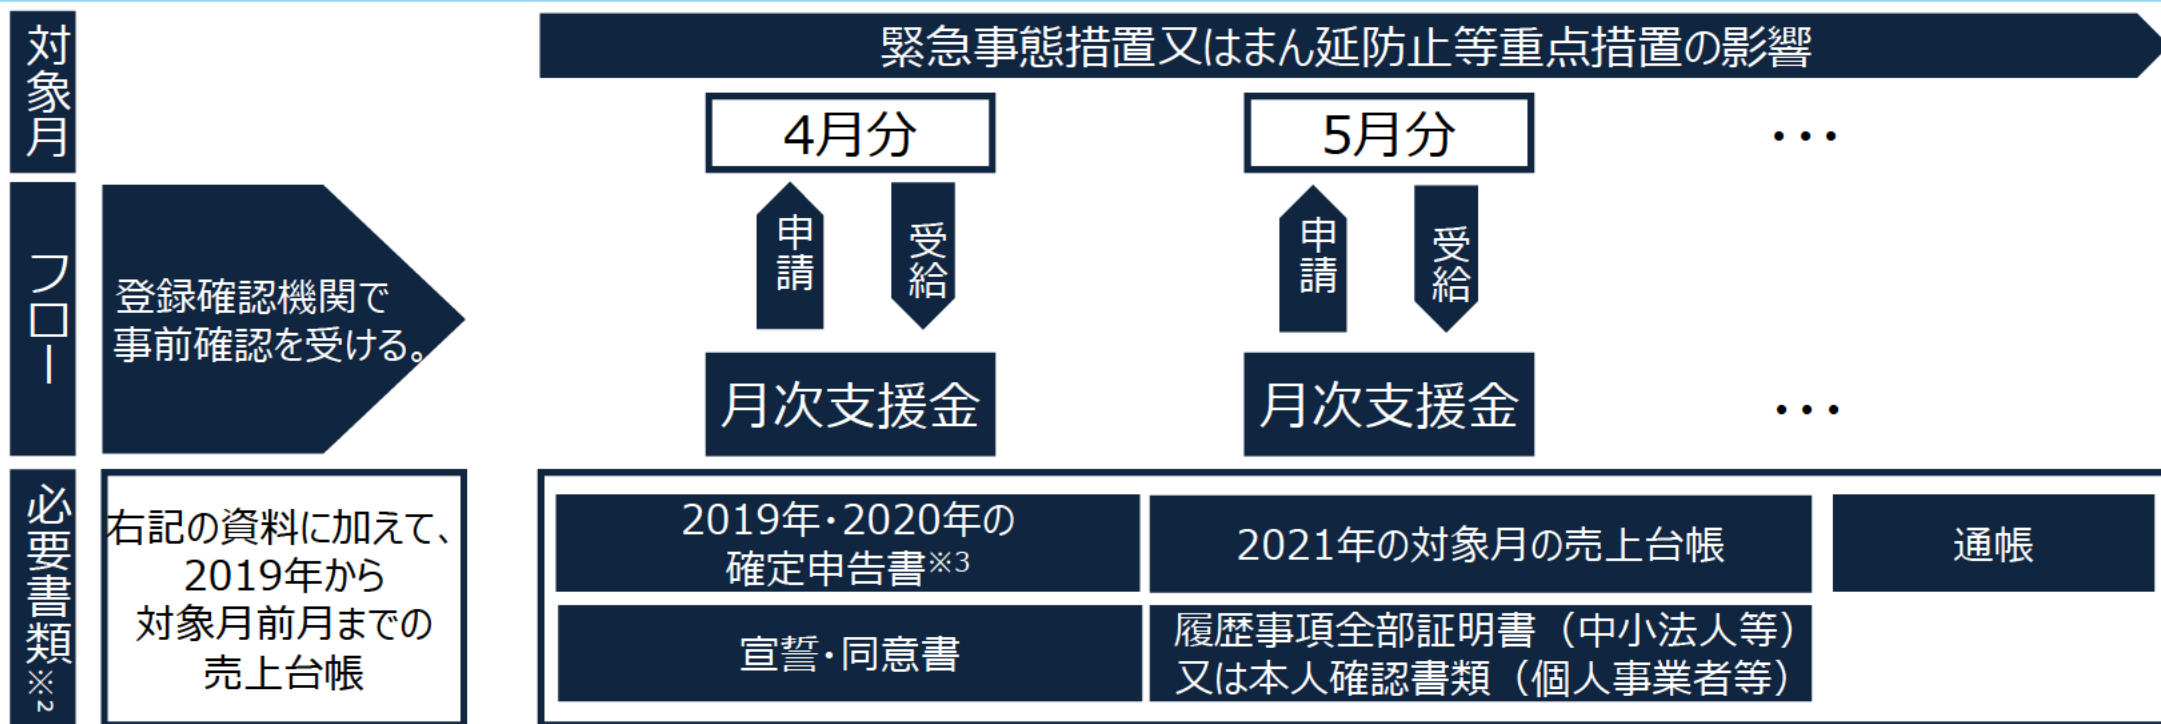 対象月
緊急事態措置又はまん延防止等重点措置の影響
4月分
5月分
・・・
フロー
登録確認機関で
事前確認を受ける。
申請
受給
申請
受給
月次支援金
月次支援金
・・・
必要書類※2
右記の資料に加えて、
2019年から
対象月前月までの
売上台帳
2019年・2020年の
確定申告書※3
2021年の対象月の売上台帳
通帳
宣誓・同意書
履歴事項全部証明書（中小法人等）
又は本人確認書類（個人事業者等）